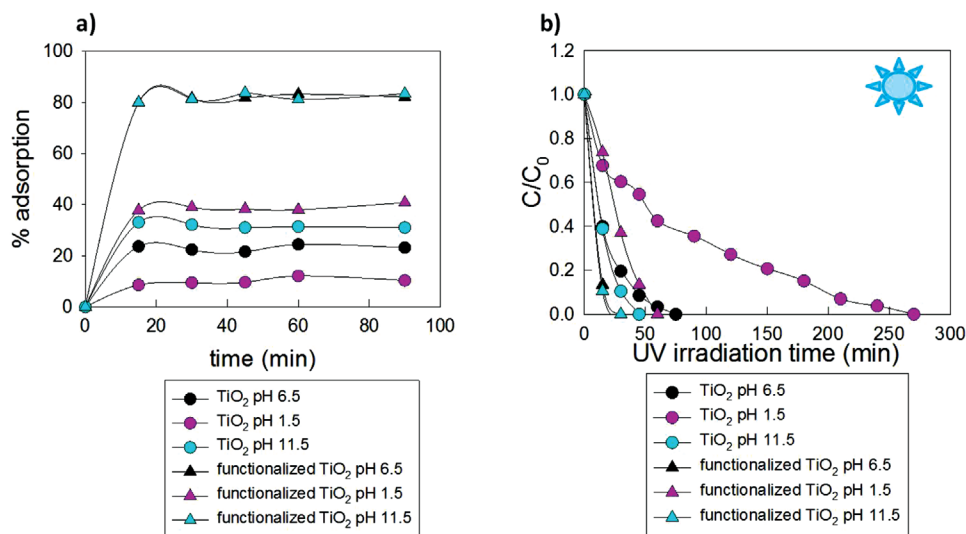 a)
100
80
60
40
20
0
% adsorption
0 20 40 60 80 100
time (min)
TiO₂ pH 6.5
TiO₂ pH 1.5
TiO₂ pH 11.5
functionalized TiO₂ pH 6.5
functionalized TiO₂ pH 1.5
functionalized TiO₂ pH 11.5
b)
1.2
1.0
0.8
0.6
0.4
0.2
0.0
C/C₀
0 50 100 150 200 250 300
UV irradiation time (min)
TiO₂ pH 6.5
TiO₂ pH 1.5
TiO₂ pH 11.5
functionalized TiO₂ pH 6.5
functionalized TiO₂ pH 1.5
functionalized TiO₂ pH 11.5